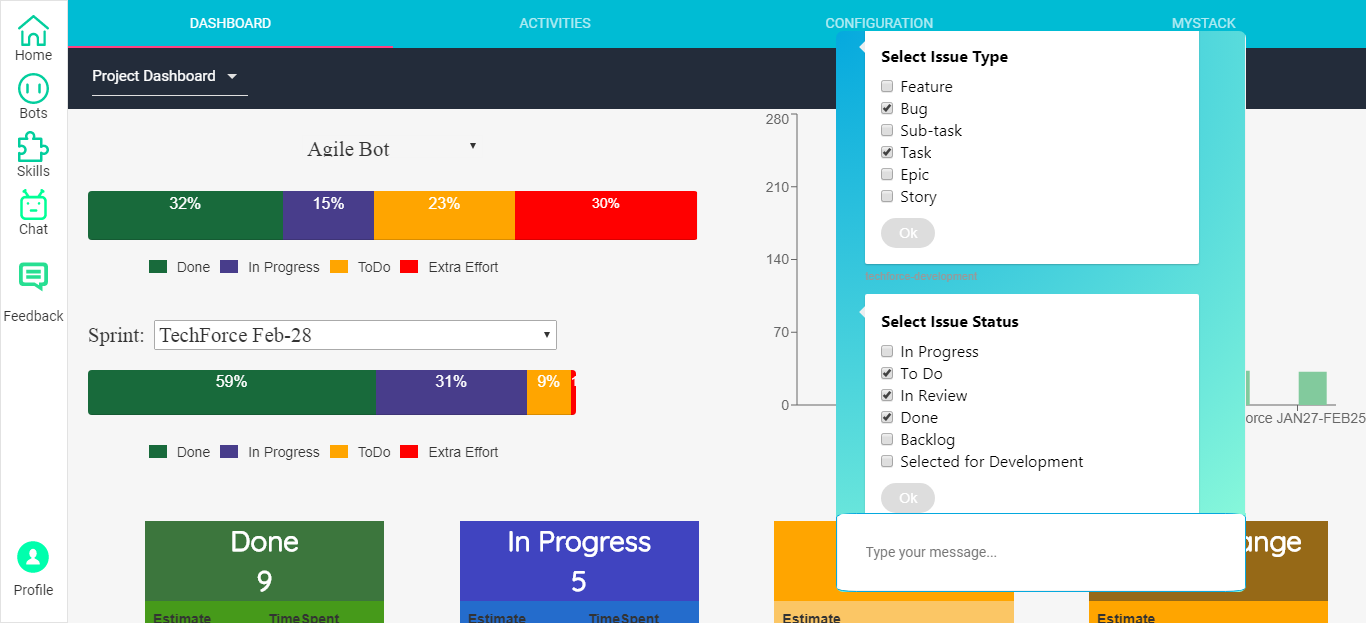 DASHBOARD ACTIVITIES CONFIGURATION MYSTACK
Home
Bots
Skills
Chat
Feedback
Profile
Project Dashboard
Agile Bot
32% 15% 23% 30%
Done In Progress ToDo Extra Effort
Sprint: TechForce Feb-28
59% 31% 9% 1
Done In Progress ToDo Extra Effort
280
210
140
70
0
orce JAN27-FEB25
Done
9
Estimate TimeSpent
In Progress
5
Estimate TimeSpent
Estimate
ange
Estimate
Select Issue Type
Feature
Bug
Sub-task
Task
Epic
Story
Ok
techforce-development
Select Issue Status
In Progress
To Do
In Review
Done
Backlog
Selected for Development
Ok
Type your message...